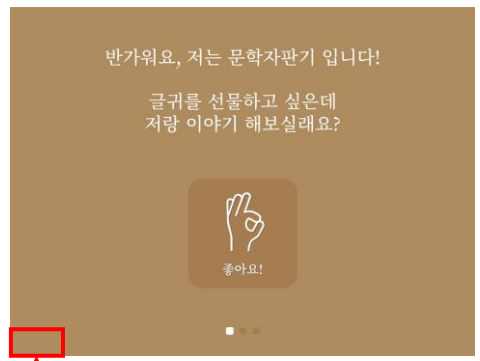 반가워요, 저는 문학자판기 입니다!
글귀를 선물하고 싶은데
저랑 이야기 해보실래요?
좋아요!